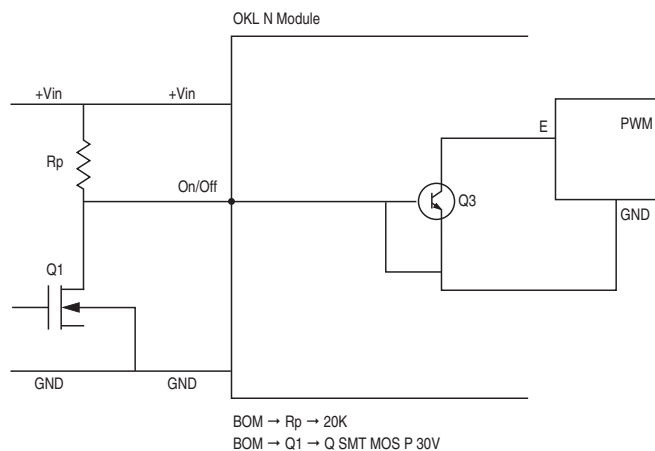 OKL N Module
+Vin
+Vin
Rp
On/Off
Q1
GND
GND
E
PWM
Q3
GND
BOM → Rp → 20K
BOM → Q1 → Q SMT MOS P 30V